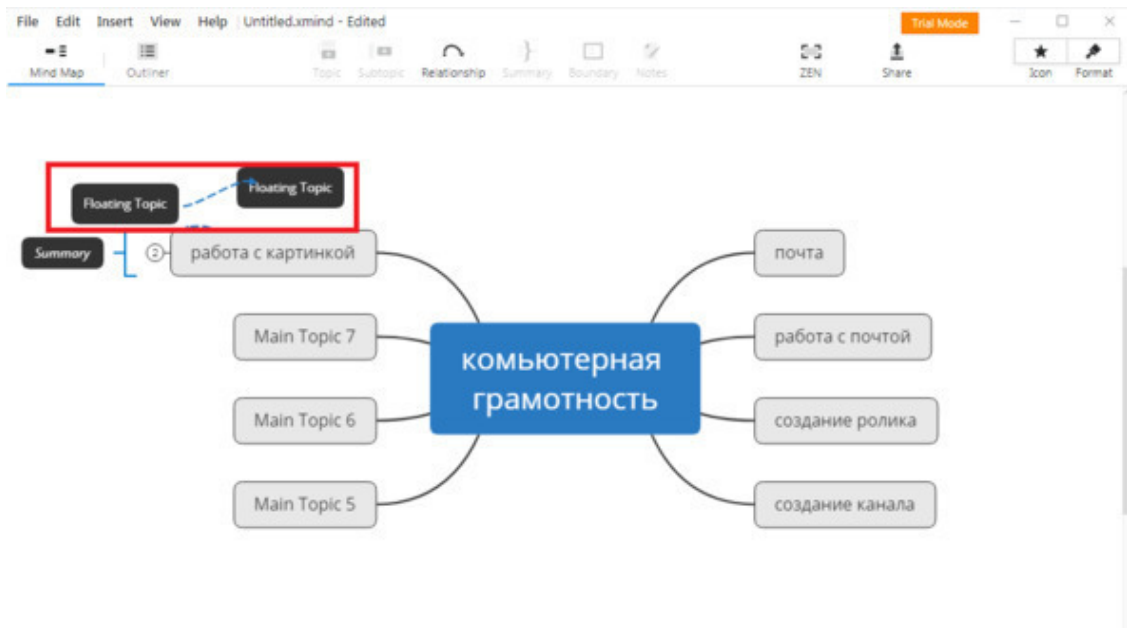 File Edit Insert View Help Untitled.xmind - Edited Trial Mode
Mind Map Outliner Topic Subtopic Relationship Summary Boundary Notes ZEN Share Icon Format
Floating Topic
Floating Topic
Summary
2
работа с картинкой
Main Topic 7
Main Topic 6
Main Topic 5
комьютерная
грамотность
почта
работа с почтой
создание ролика
создание канала